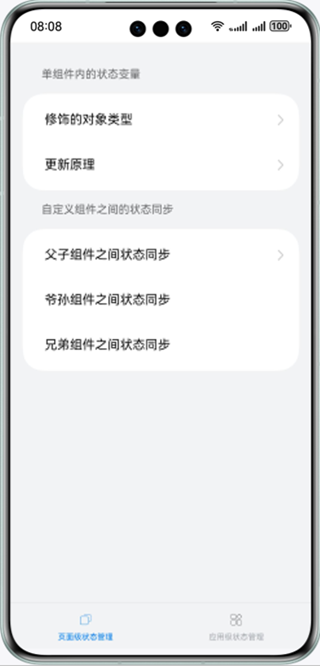 08:08
100
单组件内的状态变量
修饰的对象类型
更新原理
自定义组件之间的状态同步
父子组件之间状态同步
爷孙组件之间状态同步
兄弟组件之间状态同步
页面级状态管理
应用级状态管理